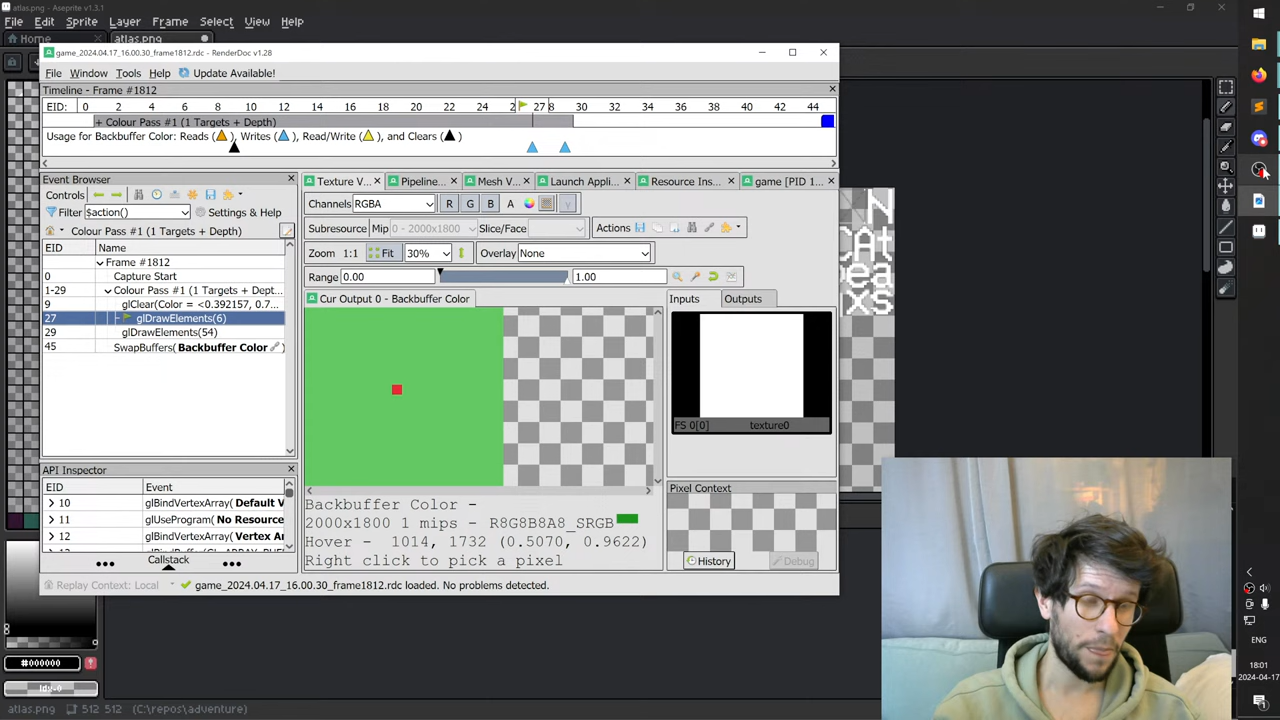 atlas.png - Aseprite v1.3.1
File Edit Sprite Layer Frame Select View Help
Home atlas.png
game_2024.04.17_16.00.30_frame1812.rdc - RenderDoc v1.28
File Window Tools Help Update Available!
Timeline - Frame #1812
EID: 0 2 4 6 8 10 12 14 16 18 20 22 24 2 27 8 30 32 34 36 38 40 42 44
+ Colour Pass #1 (1 Targets + Depth)
Usage for Backbuffer Color: Reads ( ), Writes ( ), Read/Write ( ), and Clears ( )
Event Browser
Controls
Filter $action() Settings & Help
Colour Pass #1 (1 Targets + Depth)
EID Name
Frame #1812
0 Capture Start
1-29 Colour Pass #1 (1 Targets + Dept...
9 glClear(Color = <0.392157, 0.7...
27 glDrawElements(6)
29 glDrawElements(54)
45 SwapBuffers( Backbuffer Color )
API Inspector
EID Event
10 glBindVertexArray( Default V
11 glUseProgram( No Resource
12 glBindVertexArray( Vertex Ar
Callstack
Texture V... Pipeline... Mesh V... Launch Appli... Resource Ins... game [PID 1...
Channels RGBA R G B A γ
Subresource Mip 0 - 2000x1800 Slice/Face Actions
Zoom 1:1 Fit 30% Overlay None
Range 0.00 1.00
Cur Output 0 - Backbuffer Color
Inputs Outputs
FS 0[0] texture0
Backbuffer Color -
2000x1800 1 mips - R8G8B8A8_SRGB
Hover - 1014, 1732 (0.5070, 0.9622)
Right click to pick a pixel
Pixel Context
History Debug
Replay Context: Local game_2024.04.17_16.00.30_frame1812.rdc loaded. No problems detected.
#000000
Idx-0
atlas.png 512 512 (C:\repos\adventure)
ENG
18:01
2024-04-17